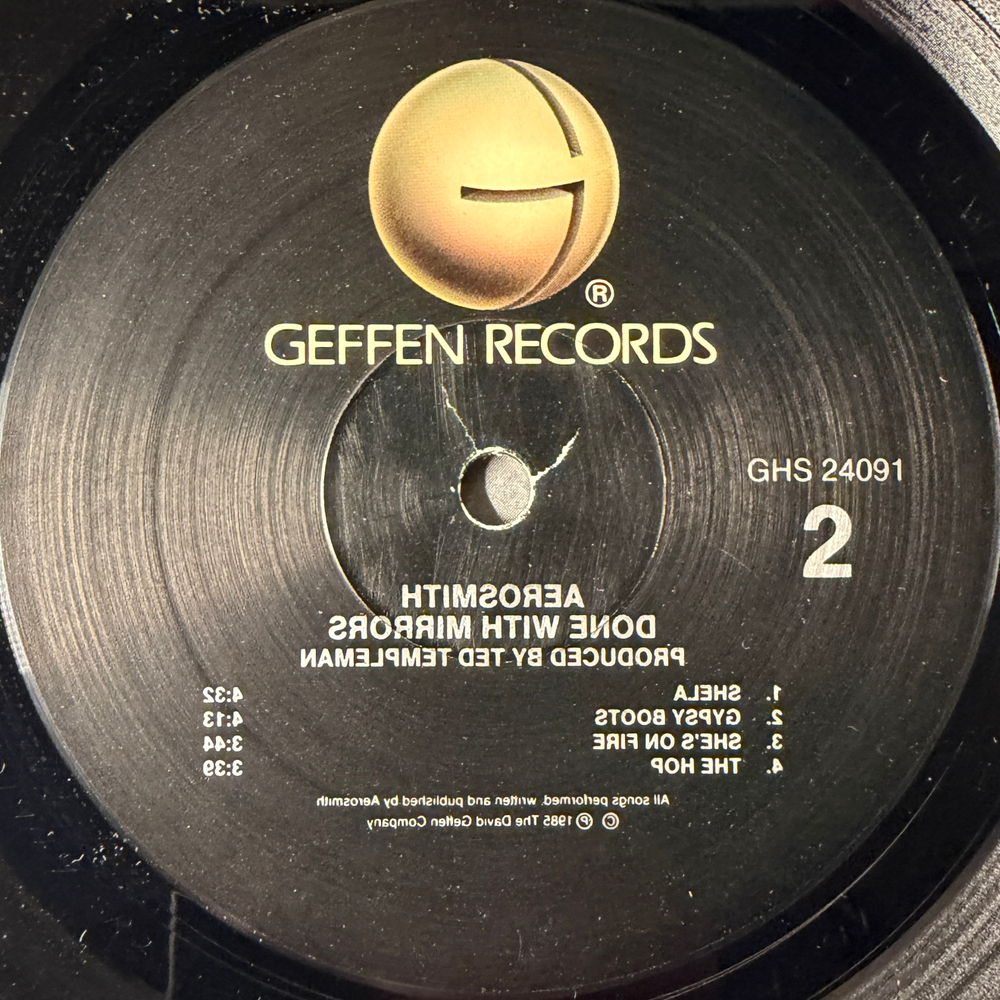 ®
GEFFEN RECORDS
GHS 24091
2
AEROSMITH
DONE WITH MIRRORS
PRODUCED BY TED TEMPLEMAN
1. SHELA 4:32
2. GYPSY BOOTS 4:13
3. SHE'S ON FIRE 3:44
4. THE HOP 3:39
All songs performed, written and published by Aerosmith
© ℗ 1985 The David Geffen Company